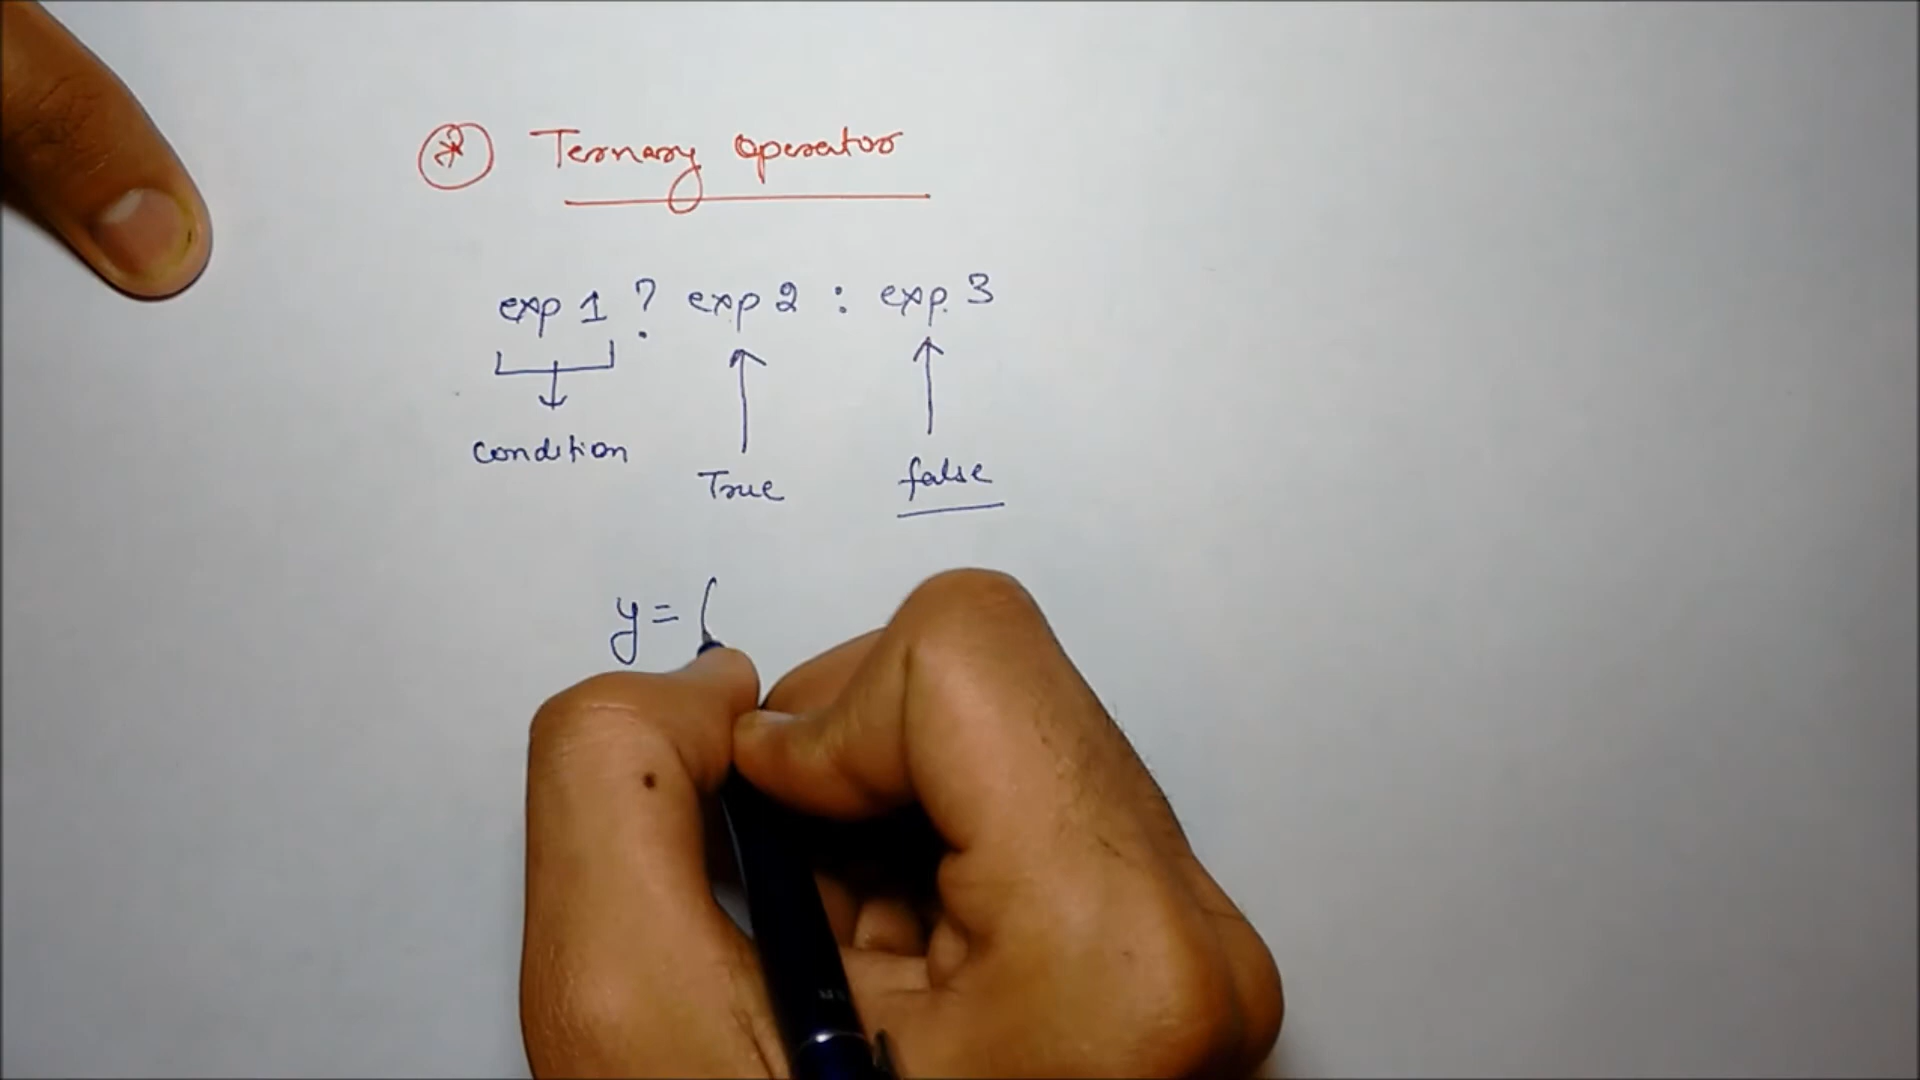 * Ternary operator
exp 1 ? exp 2 : exp. 3
condition
True
false
y = (